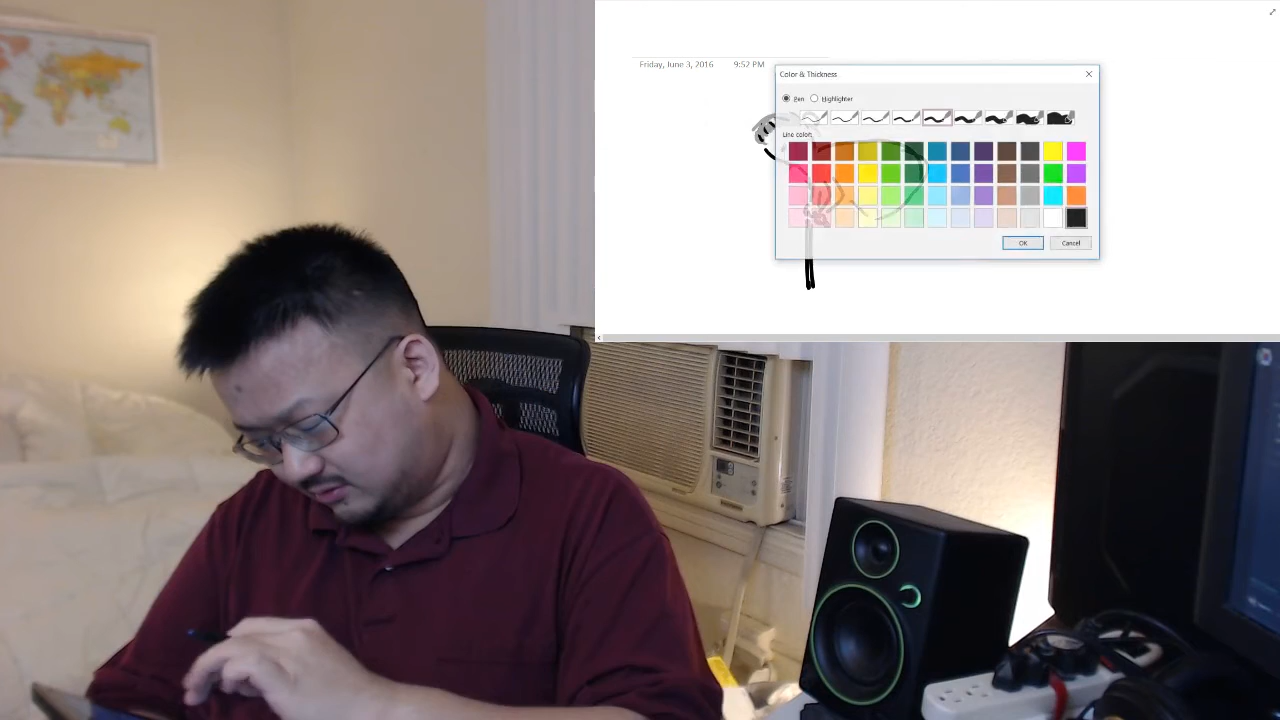 Friday, June 3, 2016 9:52 PM
Color & Thickness
Pen Highlighter
Line color:
OK Cancel